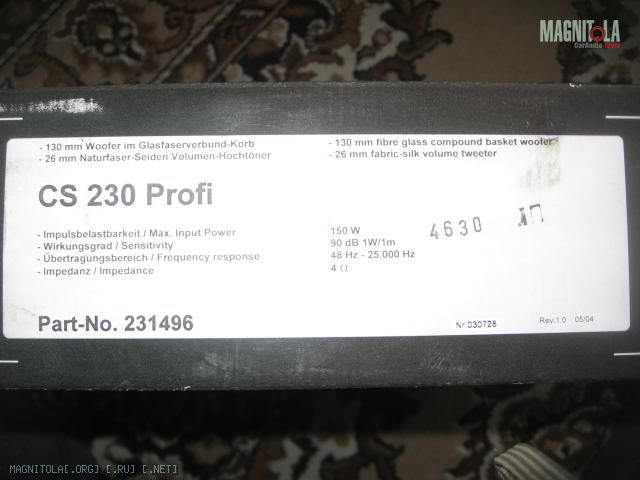 MAGNITOLA
CarAudio Team
- 130 mm Woofer im Glasfaserverbund-Korb
- 26 mm Naturfaser-Seiden Volumen-Hochtöner
- 130 mm fibre glass compound basket woofer
- 26 mm fabric-silk volume tweeter
CS 230 Profi
- Impulsbelastbarkeit / Max. Input Power 150 W
- Wirkungsgrad / Sensitivity 90 dB 1W/1m
- Übertragungsbereich / Frequency response 48 Hz - 25.000 Hz
- Impedanz / Impedance 4 Ω
4630
Part-No. 231496
Nr.030728
Rev.1.0 05/04
MAGNITOLA[.ORG] [.RU] [.NET]